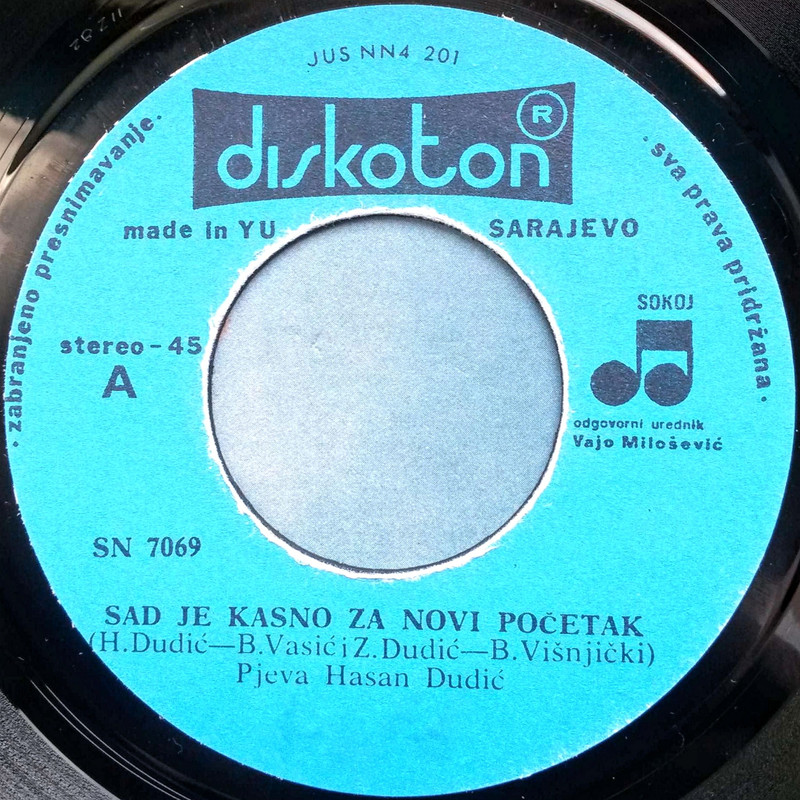 JUS NN4 201
diskoton ®
made in YU SARAJEVO
· zabranjeno presnimavanje ·
· sva prava pridržana ·
stereo - 45
A
SOKOJ
odgovorni urednik
Vajo Milošević
SN 7069
SAD JE KASNO ZA NOVI POČETAK
(H. Dudić—B. Vasić i Z. Dudić—B. Višnjički)
Pjeva Hasan Dudić